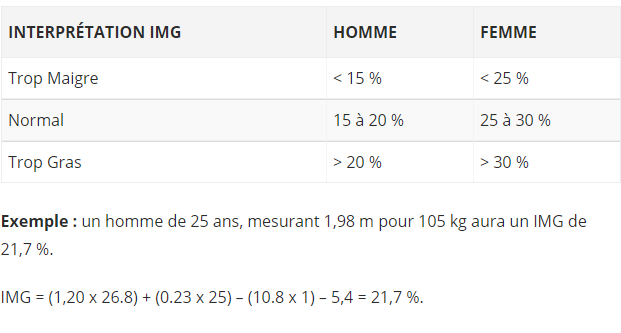 INTERPRÉTATION IMG HOMME FEMME
Trop Maigre < 15 % < 25 %
Normal 15 à 20 % 25 à 30 %
Trop Gras > 20 % > 30 %
Exemple : un homme de 25 ans, mesurant 1,98 m pour 105 kg aura un IMG de
21,7 %.
IMG = (1,20 x 26.8) + (0.23 x 25) – (10.8 x 1) – 5,4 = 21,7 %.